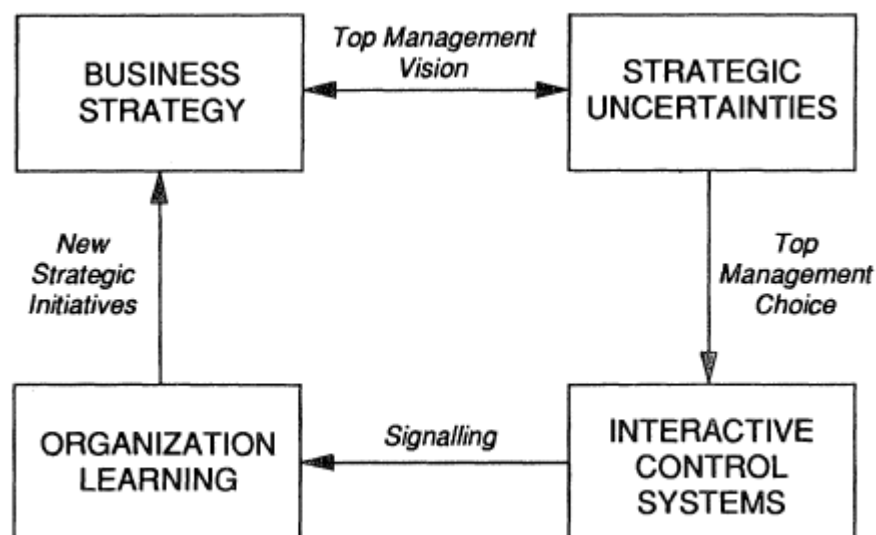 Top Management
Vision
BUSINESS
STRATEGY
STRATEGIC
UNCERTAINTIES
New
Strategic
Initiatives
Top
Management
Choice
ORGANIZATION
LEARNING
Signalling
INTERACTIVE
CONTROL
SYSTEMS